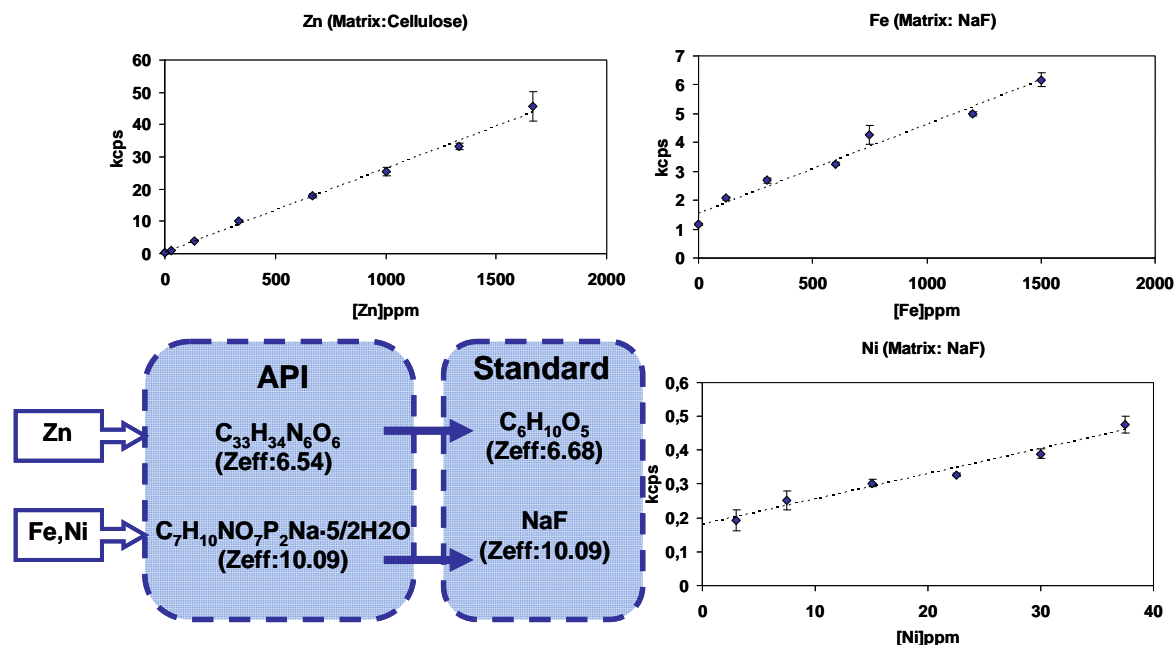 Zn (Matrix:Cellulose)
60
50
40
30
20
10
0
kcps
0 500 1000 1500 2000
[Zn]ppm
Fe (Matrix: NaF)
7
6
5
4
3
2
1
0
kcps
0 500 1000 1500 2000
[Fe]ppm
API
Standard
Zn
C₃₃H₃₄N₆O₆
(Zeff:6.54)
C₆H₁₀O₅
(Zeff:6.68)
Fe,Ni
C₇H₁₀NO₇P₂Na·5/2H2O
(Zeff:10.09)
NaF
(Zeff:10.09)
Ni (Matrix: NaF)
0,6
0,5
0,4
0,3
0,2
0,1
0
kcps
0 10 20 30 40
[Ni]ppm